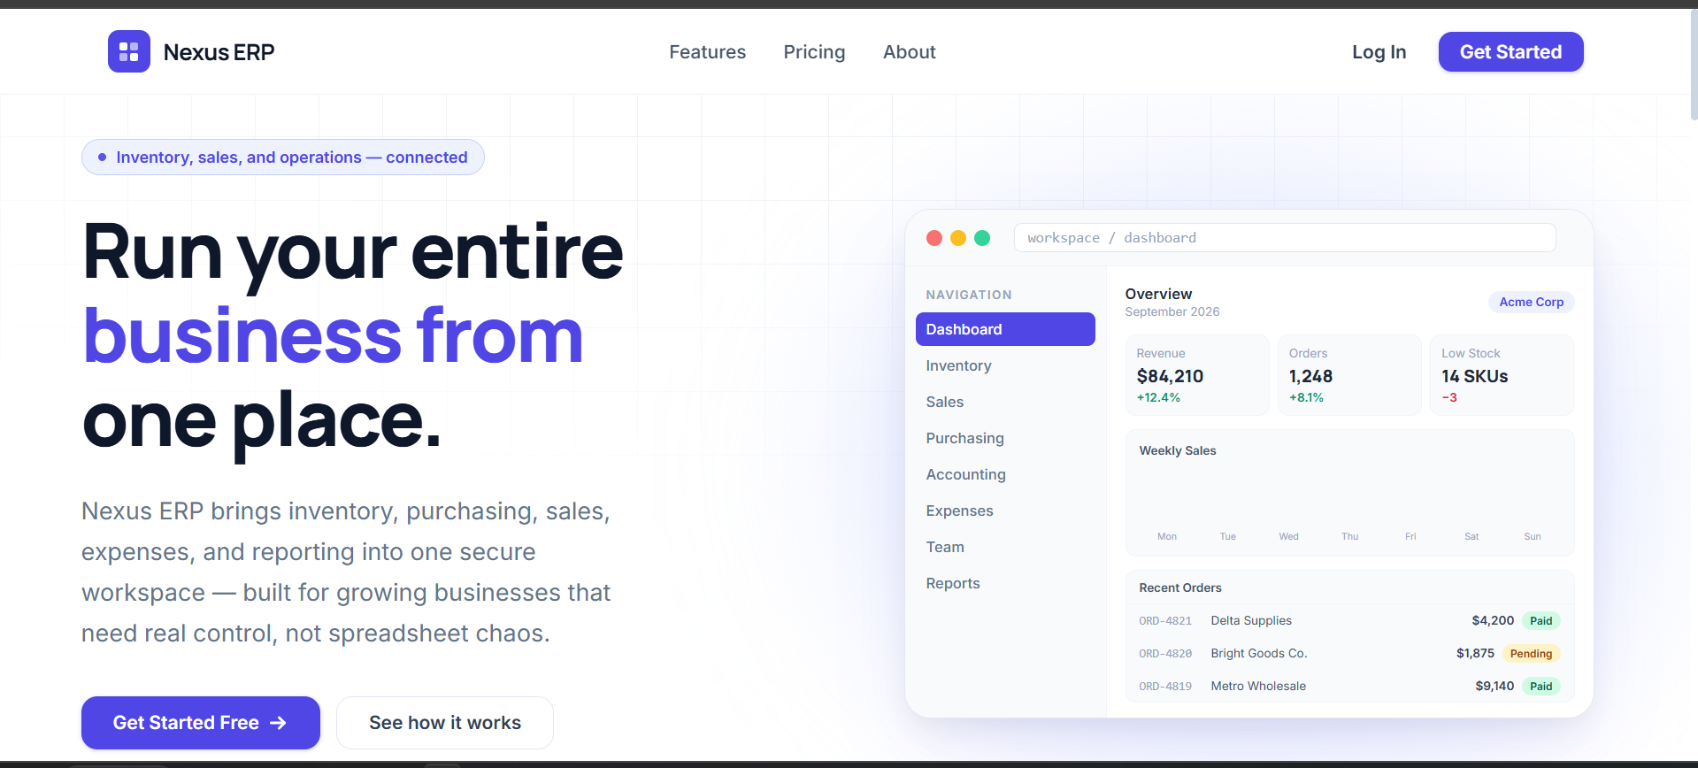 Nexus ERP
Features
Pricing
About
Log In
Get Started
Inventory, sales, and operations — connected
Run your entire
business from
one place.
Nexus ERP brings inventory, purchasing, sales,
expenses, and reporting into one secure
workspace — built for growing businesses that
need real control, not spreadsheet chaos.
Get Started Free →
See how it works
workspace / dashboard
NAVIGATION
Dashboard
Inventory
Sales
Purchasing
Accounting
Expenses
Team
Reports
Overview
September 2026
Acme Corp
Revenue
$84,210
+12.4%
Orders
1,248
+8.1%
Low Stock
14 SKUs
−3
Weekly Sales
Mon Tue Wed Thu Fri Sat Sun
Recent Orders
ORD-4821 Delta Supplies $4,200 Paid
ORD-4820 Bright Goods Co. $1,875 Pending
ORD-4819 Metro Wholesale $9,140 Paid